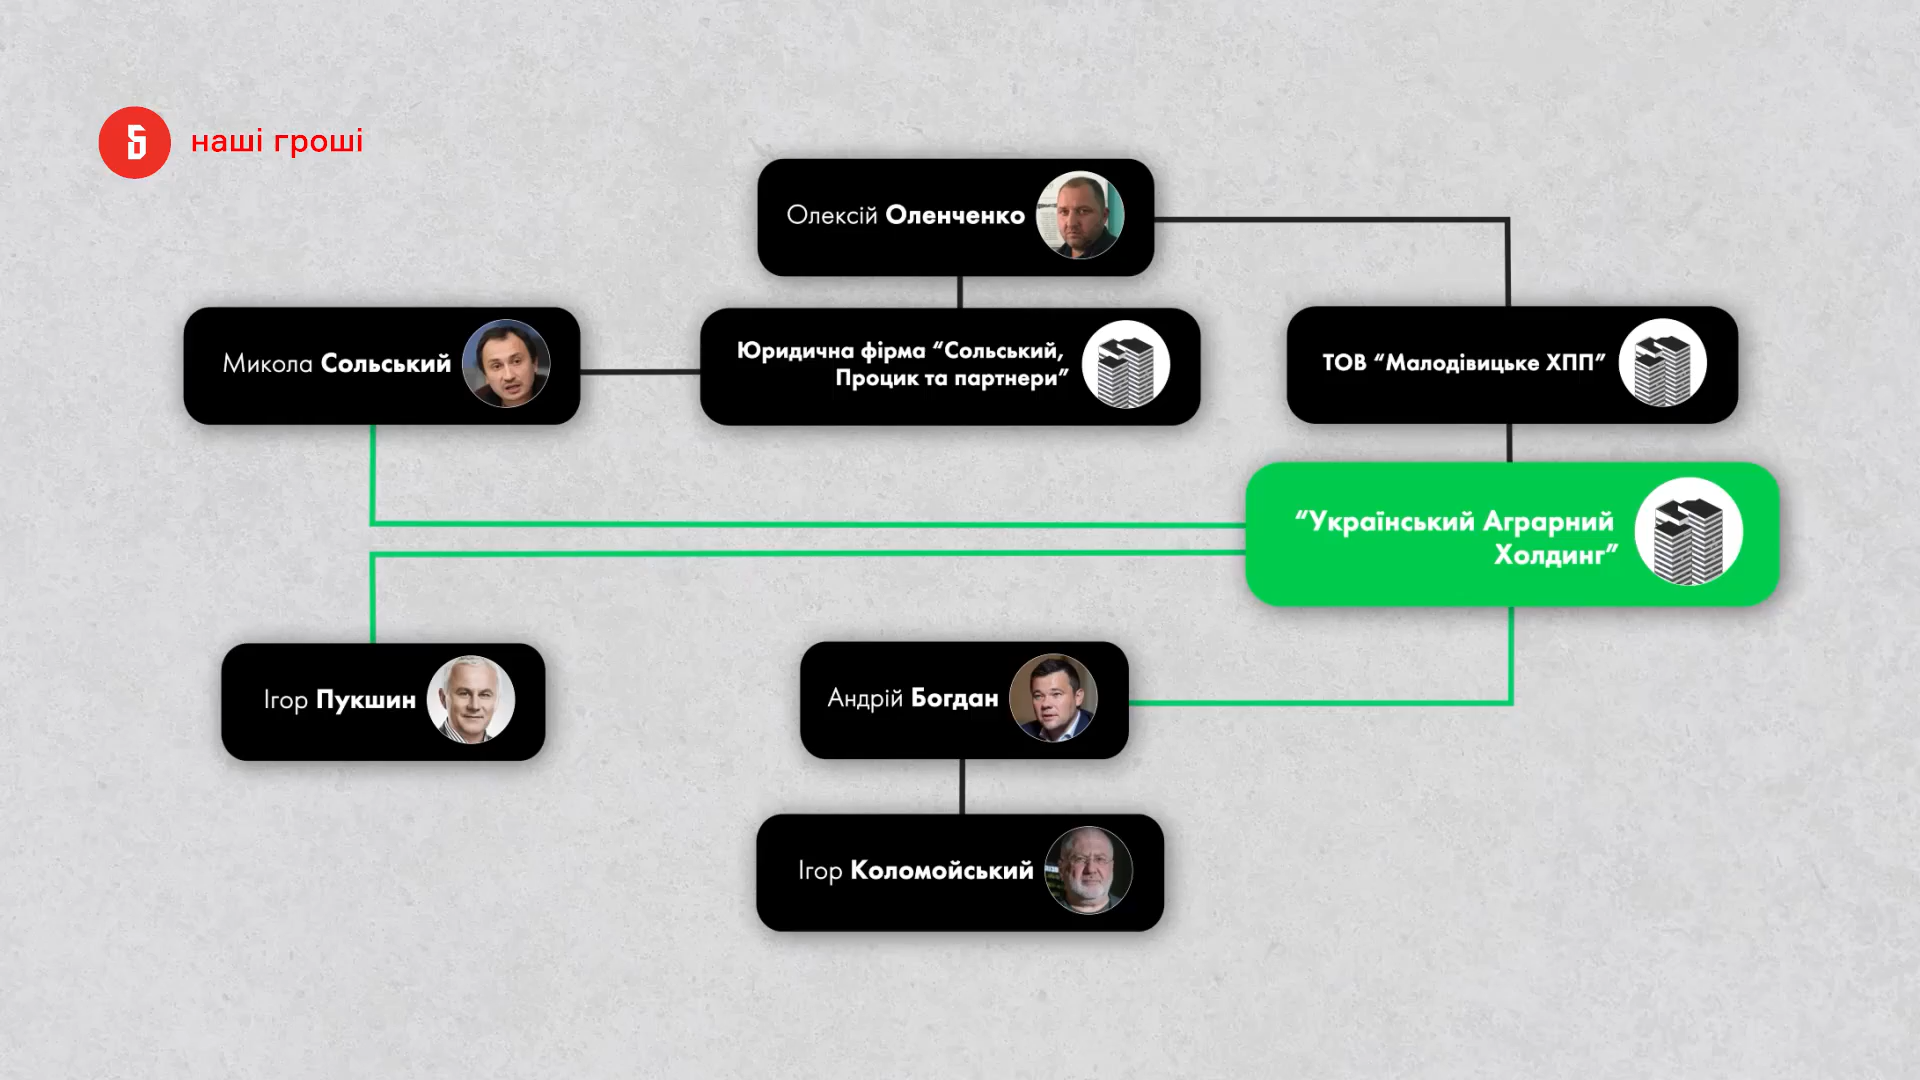 Б наші гроші
Олексій Оленченко
Микола Сольський
Юридична фірма “Сольський,
Процик та партнери”
ТОВ “Малодівицьке ХПП”
“Український Аграрний
Холдинг”
Ігор Пукшин
Андрій Богдан
Ігор Коломойський